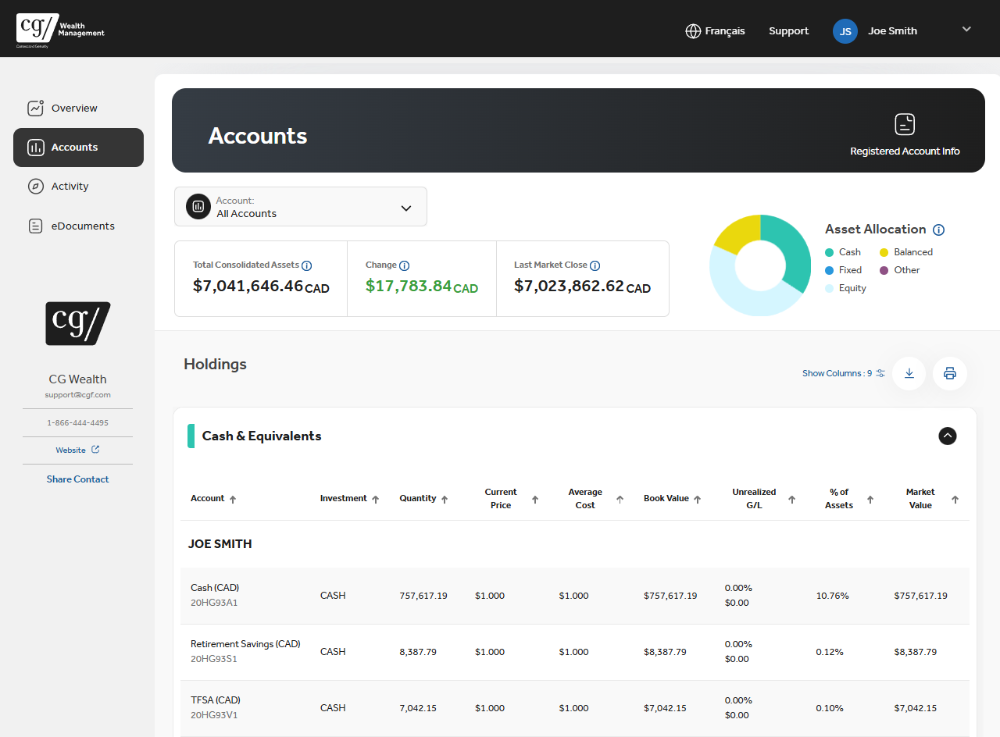 cg/ Wealth Management
Canaccord Genuity
Français
Support
JS
Joe Smith
Overview
Accounts
Activity
eDocuments
cg/
CG Wealth
support@cgf.com
1-866-444-4495
Website
Share Contact
Accounts
Registered Account Info
Account:
All Accounts
Total Consolidated Assets
$7,041,646.46 CAD
Change
$17,783.84 CAD
Last Market Close
$7,023,862.62 CAD
Asset Allocation
Cash
Balanced
Fixed
Other
Equity
Holdings
Show Columns : 9
Cash & Equivalents
Account
Investment
Quantity
Current Price
Average Cost
Book Value
Unrealized G/L
% of Assets
Market Value
JOE SMITH
Cash (CAD)
20HG93A1
CASH
757,617.19
$1.000
$1.000
$757,617.19
0.00%
$0.00
10.76%
$757,617.19
Retirement Savings (CAD)
20HG93S1
CASH
8,387.79
$1.000
$1.000
$8,387.79
0.00%
$0.00
0.12%
$8,387.79
TFSA (CAD)
20HG93V1
CASH
7,042.15
$1.000
$1.000
$7,042.15
0.00%
$0.00
0.10%
$7,042.15